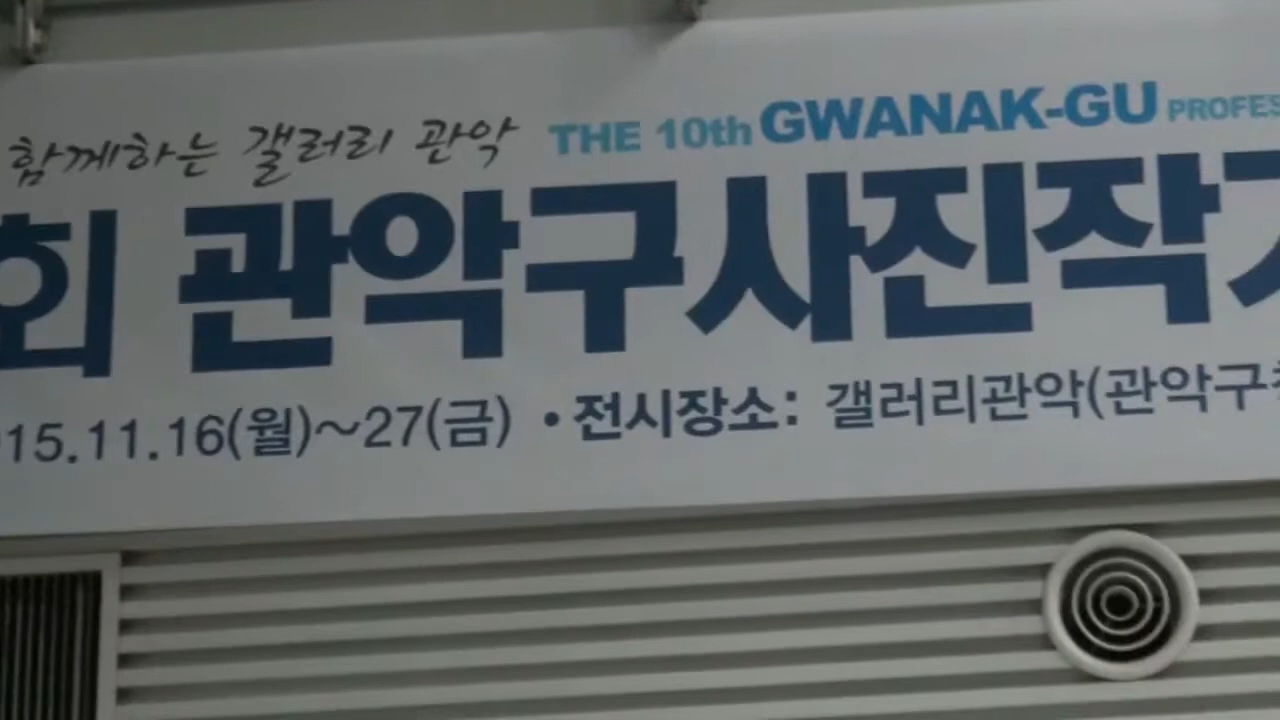 함께하는 갤러리 관악 THE 10th GWANAK-GU
회 관악구사진작
15.11.16(월)~27(금) •전시장소: 갤러리관악(관악구